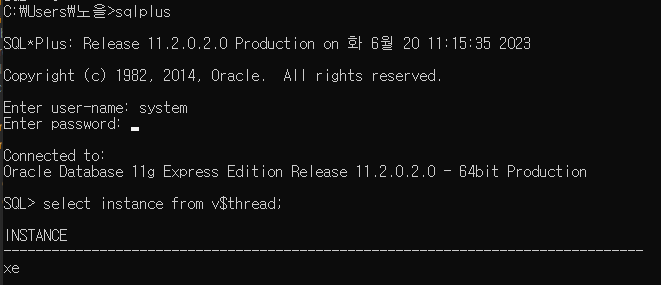 C:₩Users₩노을>sqlplus
SQL*Plus: Release 11.2.0.2.0 Production on 화 6월 20 11:15:35 2023
Copyright (c) 1982, 2014, Oracle.  All rights reserved.
Enter user-name: system
Enter password:
Connected to:
Oracle Database 11g Express Edition Release 11.2.0.2.0 - 64bit Production
SQL> select instance from v$thread;
INSTANCE
--------------------------------------------------------------------------------
xe